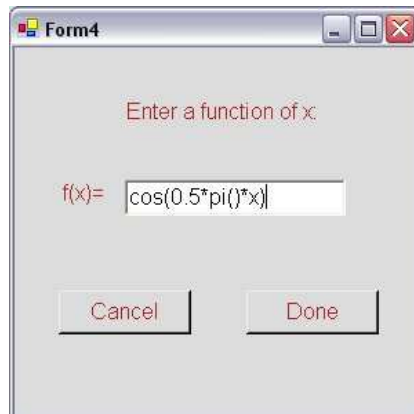 Form4
Enter a function of x:
f(x)=
cos(0.5*pi()*x)
Cancel
Done